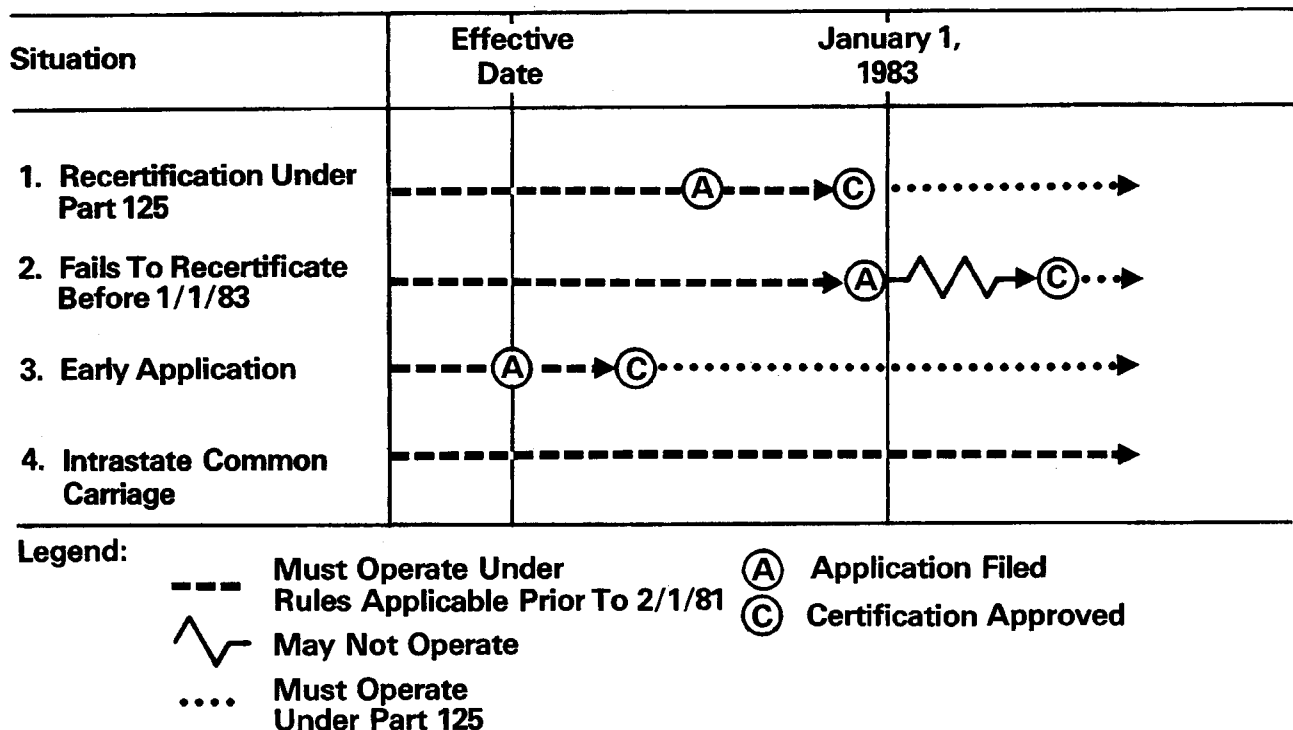 Situation
Effective
Date
January 1,
1983
1. Recertification Under
Part 125
A
C
2. Fails To Recertificate
Before 1/1/83
A
C
3. Early Application
A
C
4. Intrastate Common
Carriage
Legend:
Must Operate Under
Rules Applicable Prior To 2/1/81
May Not Operate
Must Operate
Under Part 125
A Application Filed
C Certification Approved